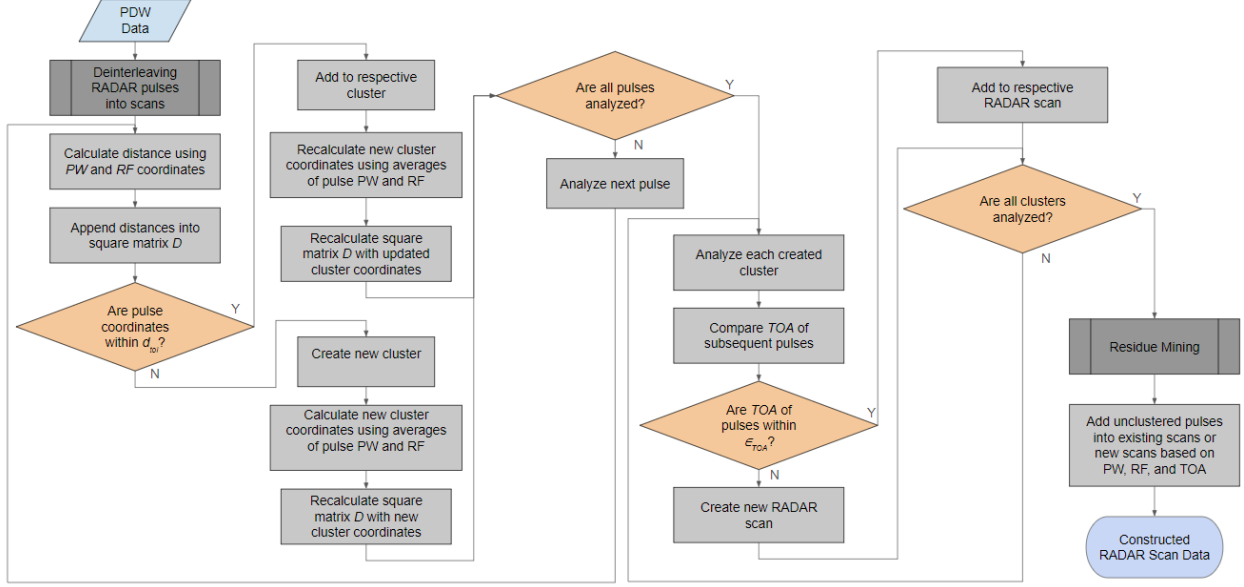 PDW
Data
Deinterleaving
RADAR pulses
into scans
Calculate distance using
PW and RF coordinates
Append distances into
square matrix D
Are pulse
coordinates
within d_tol?
Y
N
Add to respective
cluster
Recalculate new cluster
coordinates using averages
of pulse PW and RF
Recalculate square
matrix D with updated
cluster coordinates
Create new cluster
Calculate new cluster
coordinates using averages
of pulse PW and RF
Recalculate square
matrix D with new
cluster coordinates
Are all pulses
analyzed?
Y
N
Analyze next pulse
Analyze each created
cluster
Compare TOA of
subsequent pulses
Are TOA of
pulses within
∈_TOA?
Y
N
Create new RADAR
scan
Add to respective
RADAR scan
Are all clusters
analyzed?
Y
N
Residue Mining
Add unclustered pulses
into existing scans or
new scans based on
PW, RF, and TOA
Constructed
RADAR Scan Data